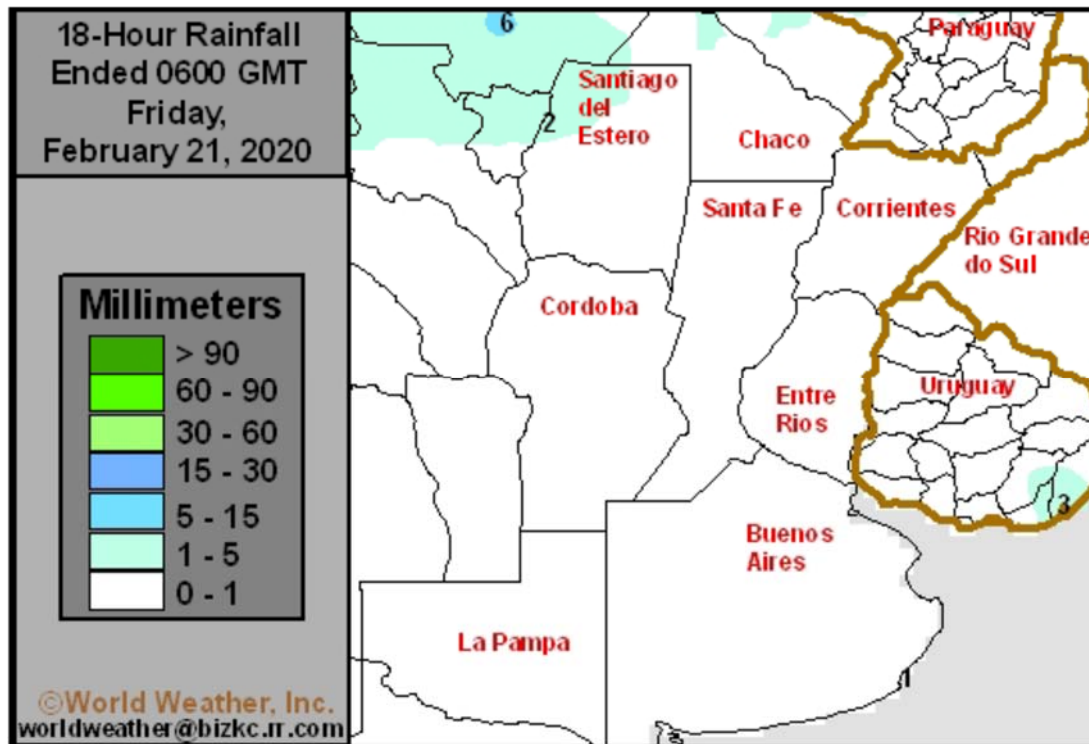 18-Hour Rainfall
Ended 0600 GMT
Friday,
February 21, 2020
Millimeters
> 90
60 - 90
30 - 60
15 - 30
5 - 15
1 - 5
0 - 1
©World Weather, Inc.
worldweather@bizkc.rr.com
6
Paraguay
Santiago
del
Estero
2
Chaco
Santa Fe
Corrientes
Rio Grande
do Sul
Cordoba
Entre
Rios
Uruguay
3
Buenos
Aires
La Pampa
1